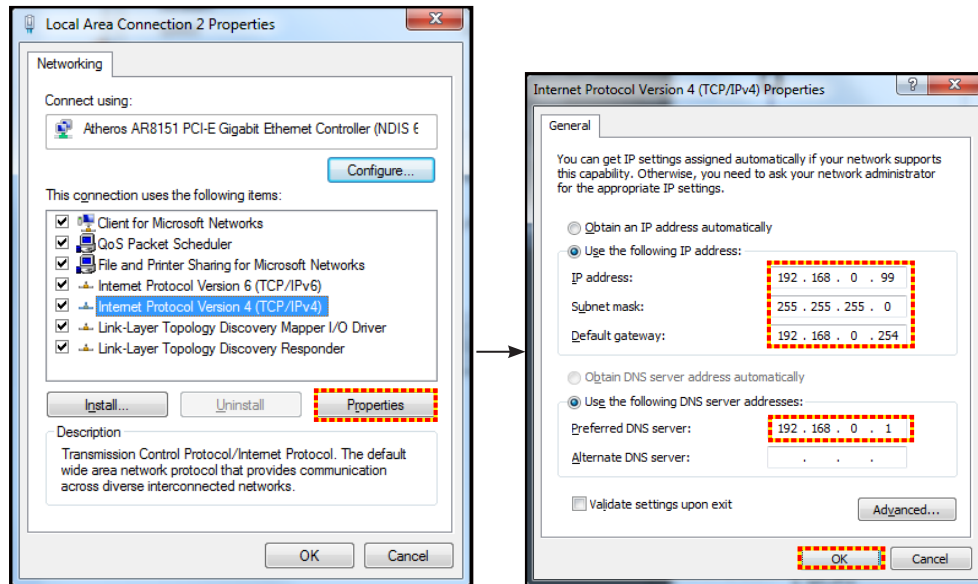 Local Area Connection 2 Properties
Networking
Connect using:
Atheros AR8151 PCI-E Gigabit Ethernet Controller (NDIS 6
Configure...
This connection uses the following items:
Client for Microsoft Networks
QoS Packet Scheduler
File and Printer Sharing for Microsoft Networks
Internet Protocol Version 6 (TCP/IPv6)
Internet Protocol Version 4 (TCP/IPv4)
Link-Layer Topology Discovery Mapper I/O Driver
Link-Layer Topology Discovery Responder
Install...
Uninstall
Properties
Description
Transmission Control Protocol/Internet Protocol. The default
wide area network protocol that provides communication
across diverse interconnected networks.
OK
Cancel
Internet Protocol Version 4 (TCP/IPv4) Properties
General
You can get IP settings assigned automatically if your network supports
this capability. Otherwise, you need to ask your network administrator
for the appropriate IP settings.
Obtain an IP address automatically
Use the following IP address:
IP address: 192 . 168 . 0 . 99
Subnet mask: 255 . 255 . 255 . 0
Default gateway: 192 . 168 . 0 . 254
Obtain DNS server address automatically
Use the following DNS server addresses:
Preferred DNS server: 192 . 168 . 0 . 1
Alternate DNS server: . . .
Validate settings upon exit
Advanced...
OK
Cancel